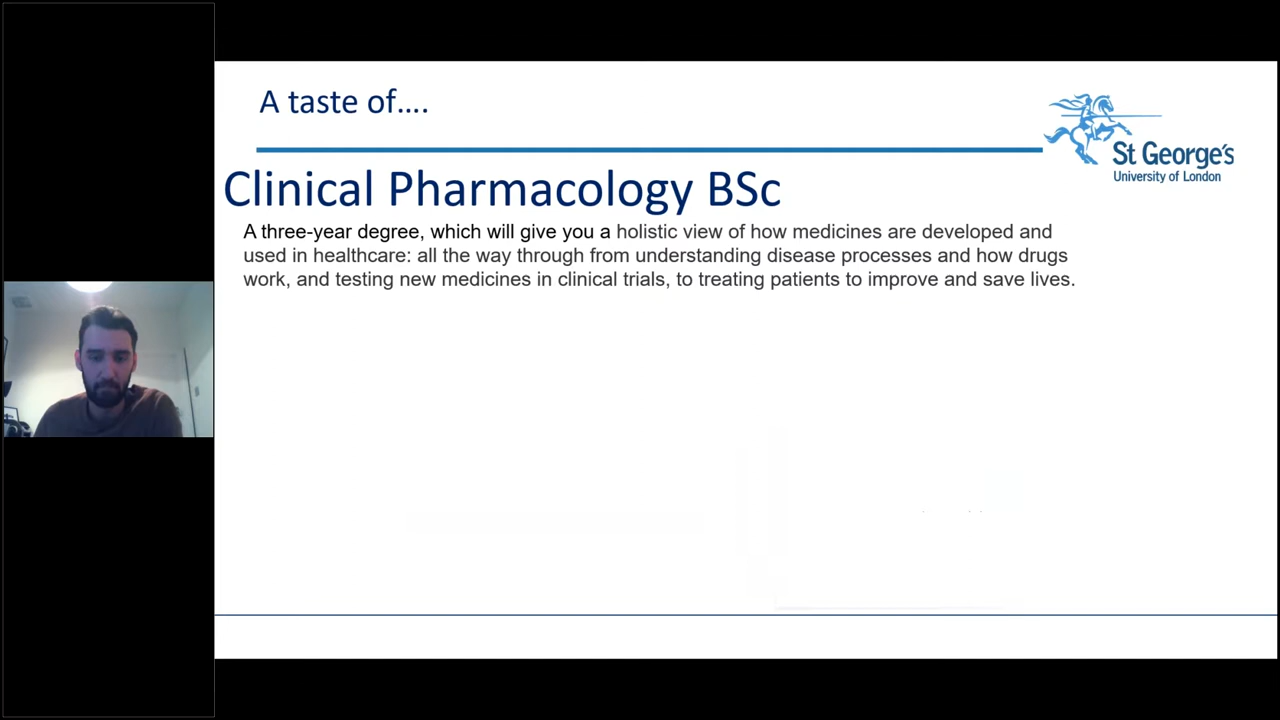 A taste of….
St George's
University of London
Clinical Pharmacology BSc
A three-year degree, which will give you a holistic view of how medicines are developed and
used in healthcare: all the way through from understanding disease processes and how drugs
work, and testing new medicines in clinical trials, to treating patients to improve and save lives.